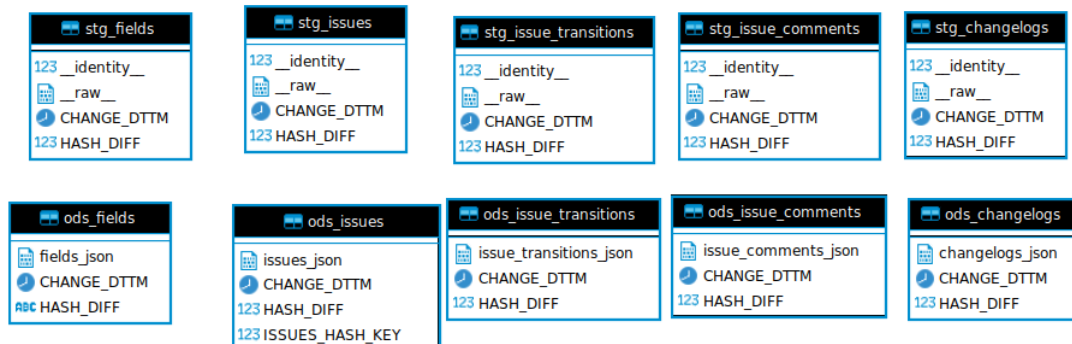 stg_fields
123 __identity__
__raw__
CHANGE_DTTM
123 HASH_DIFF
stg_issues
123 __identity__
__raw__
CHANGE_DTTM
123 HASH_DIFF
stg_issue_transitions
123 __identity__
__raw__
CHANGE_DTTM
123 HASH_DIFF
stg_issue_comments
123 __identity__
__raw__
CHANGE_DTTM
123 HASH_DIFF
stg_changelogs
123 __identity__
__raw__
CHANGE_DTTM
123 HASH_DIFF
ods_fields
fields_json
CHANGE_DTTM
ABC HASH_DIFF
ods_issues
issues_json
CHANGE_DTTM
123 HASH_DIFF
123 ISSUES_HASH_KEY
ods_issue_transitions
issue_transitions_json
CHANGE_DTTM
123 HASH_DIFF
ods_issue_comments
issue_comments_json
CHANGE_DTTM
123 HASH_DIFF
ods_changelogs
changelogs_json
CHANGE_DTTM
123 HASH_DIFF